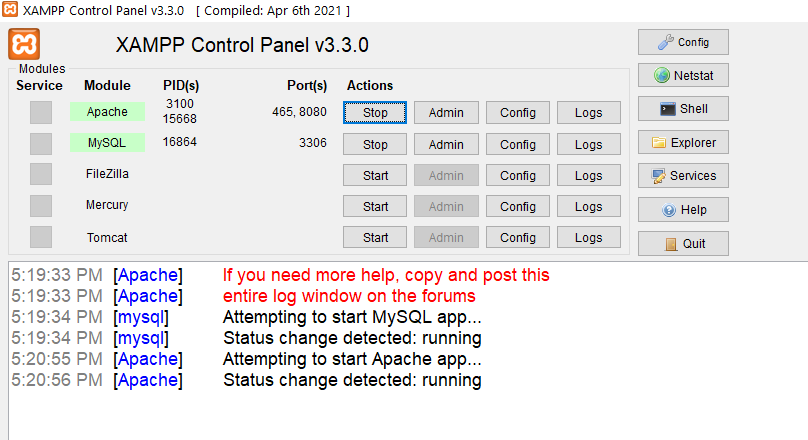 XAMPP Control Panel v3.3.0 [ Compiled: Apr 6th 2021 ]
XAMPP Control Panel v3.3.0
Config
Modules
Service Module PID(s) Port(s) Actions
Netstat
Apache 3100 15668 465, 8080 Stop Admin Config Logs
Shell
MySQL 16864 3306 Stop Admin Config Logs
Explorer
FileZilla Start Admin Config Logs
Services
Mercury Start Admin Config Logs
Help
Tomcat Start Admin Config Logs
Quit
5:19:33 PM [Apache] If you need more help, copy and post this
5:19:33 PM [Apache] entire log window on the forums
5:19:34 PM [mysql] Attempting to start MySQL app...
5:19:34 PM [mysql] Status change detected: running
5:20:55 PM [Apache] Attempting to start Apache app...
5:20:56 PM [Apache] Status change detected: running